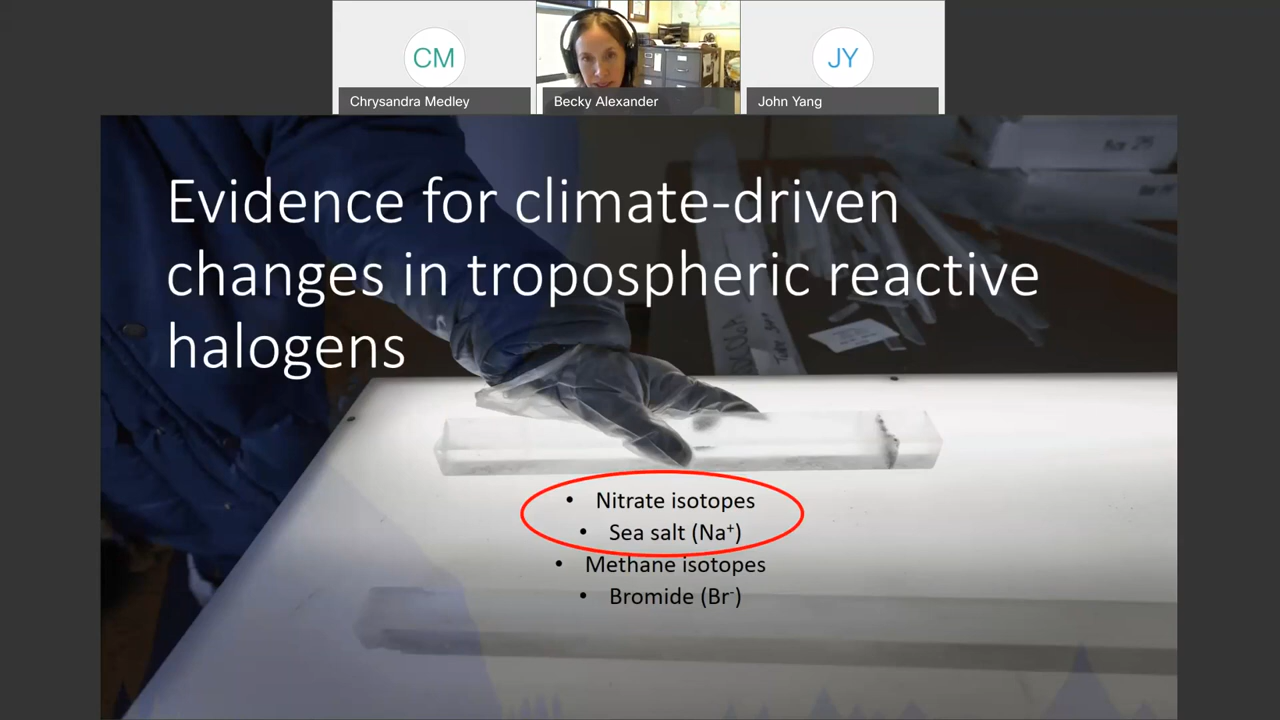 CM
Chrysandra Medley
Becky Alexander
JY
John Yang
Evidence for climate-driven
changes in tropospheric reactive
halogens
• Nitrate isotopes
• Sea salt (Na⁺)
• Methane isotopes
• Bromide (Br⁻)